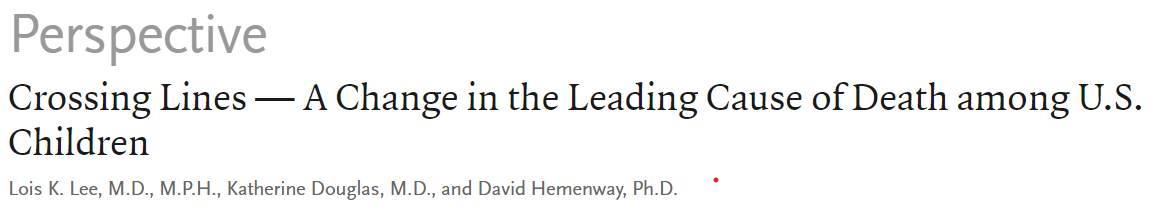 Perspective
Crossing Lines — A Change in the Leading Cause of Death among U.S.
Children
Lois K. Lee, M.D., M.P.H., Katherine Douglas, M.D., and David Hemenway, Ph.D.